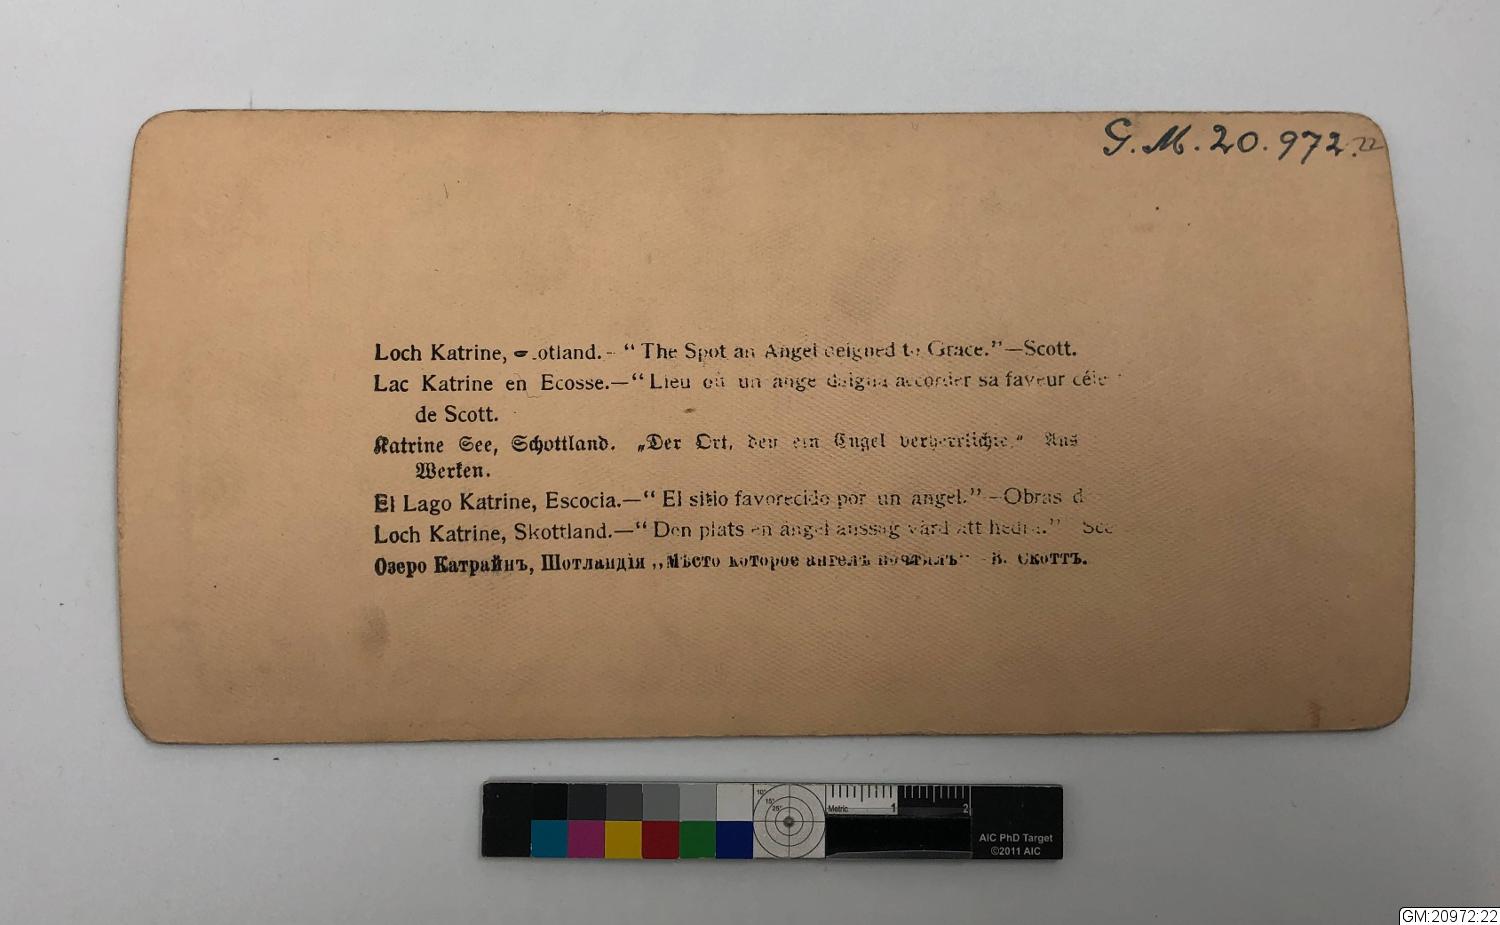 G. M. 20. 972.22
Loch Katrine, Scotland.- “ The Spot an Angel deigned to Grace.”—Scott.
Lac Katrine en Ecosse.—“ Lieu où un ange daigna accorder sa faveur
de Scott.
Katrine See, Schottland. „Der Ort, den ein Engel verherrlichte.“ Aus
Werken.
El Lago Katrine, Escocia.—“ El sitio favorecido por un angel.” –Obras
Loch Katrine, Skottland.—“ Den plats en ängel värd att hedra.”
Озеро Катрайнъ, Шотландія ,,Мѣсто которое ангелъ почтилъ“ В. Скоттъ.
10° 15° 25°
Metric 1 2
AIC PhD Target
©2011 AIC
GM:20972:22